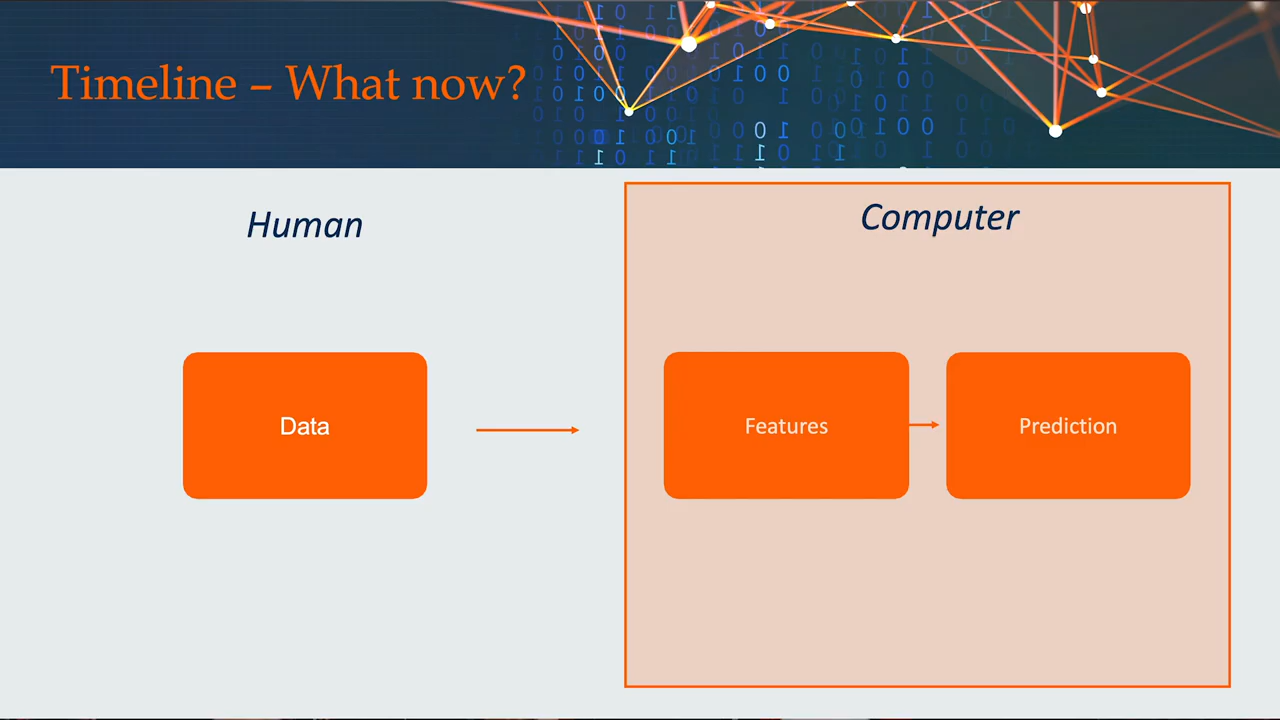 Timeline – What now?
Human
Computer
Data
Features
Prediction